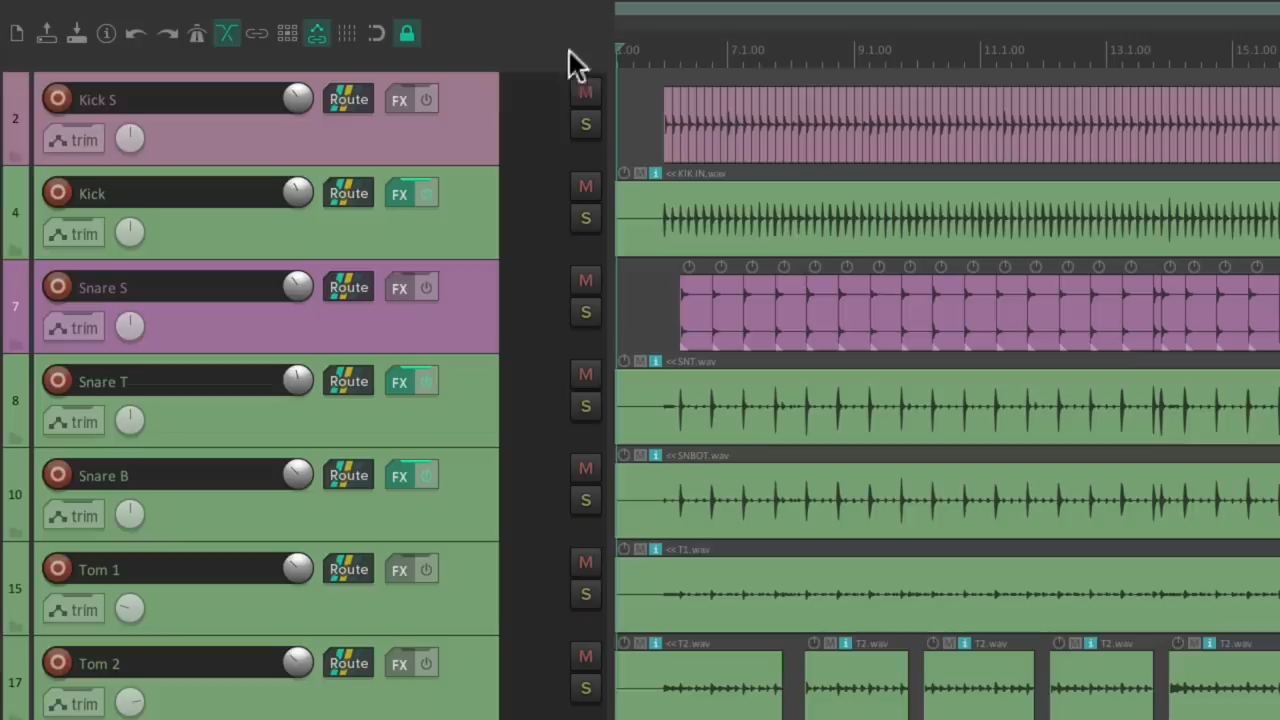 1.00 7.1.00 9.1.00 11.1.00 13.1.00 15.1.00
2 Kick S Route FX M
trim S
<<KIK IN.wav
4 Kick Route FX M
trim S
7 Snare S Route FX M
trim S
<<SNT.wav
8 Snare T Route FX M
trim S
<<SNBOT.wav
10 Snare B Route FX M
trim S
<<T1.wav
15 Tom 1 Route FX M
trim S
<<T2.wav T2.wav T2.wav T2.wav T2.wav
17 Tom 2 Route FX M
trim S